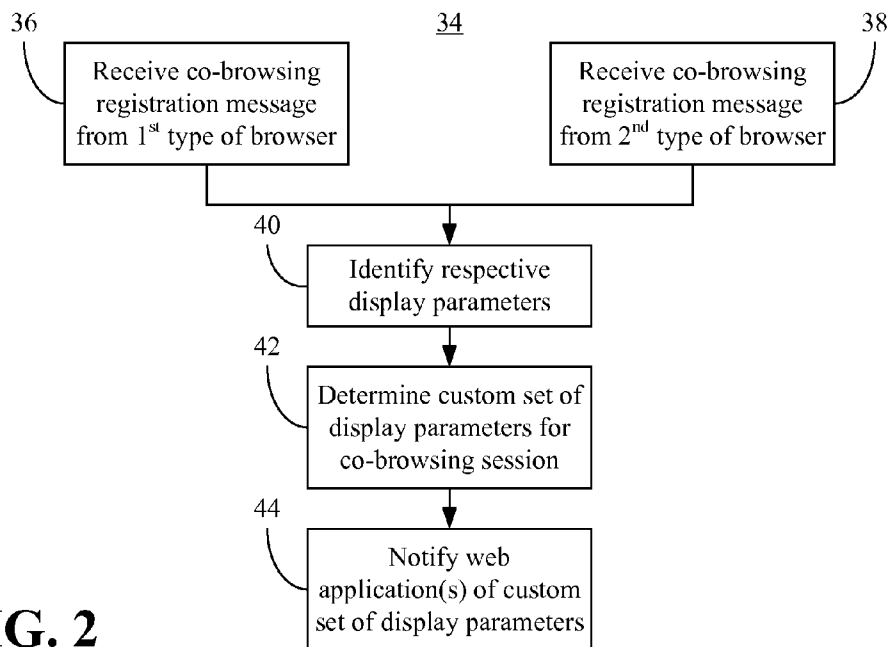 36
34
38
Receive co-browsing
registration message
from 1st type of browser
Receive co-browsing
registration message
from 2nd type of browser
40
Identify respective
display parameters
42
Determine custom set of
display parameters for
co-browsing session
44
Notify web
application(s) of custom
set of display parameters
G. 2